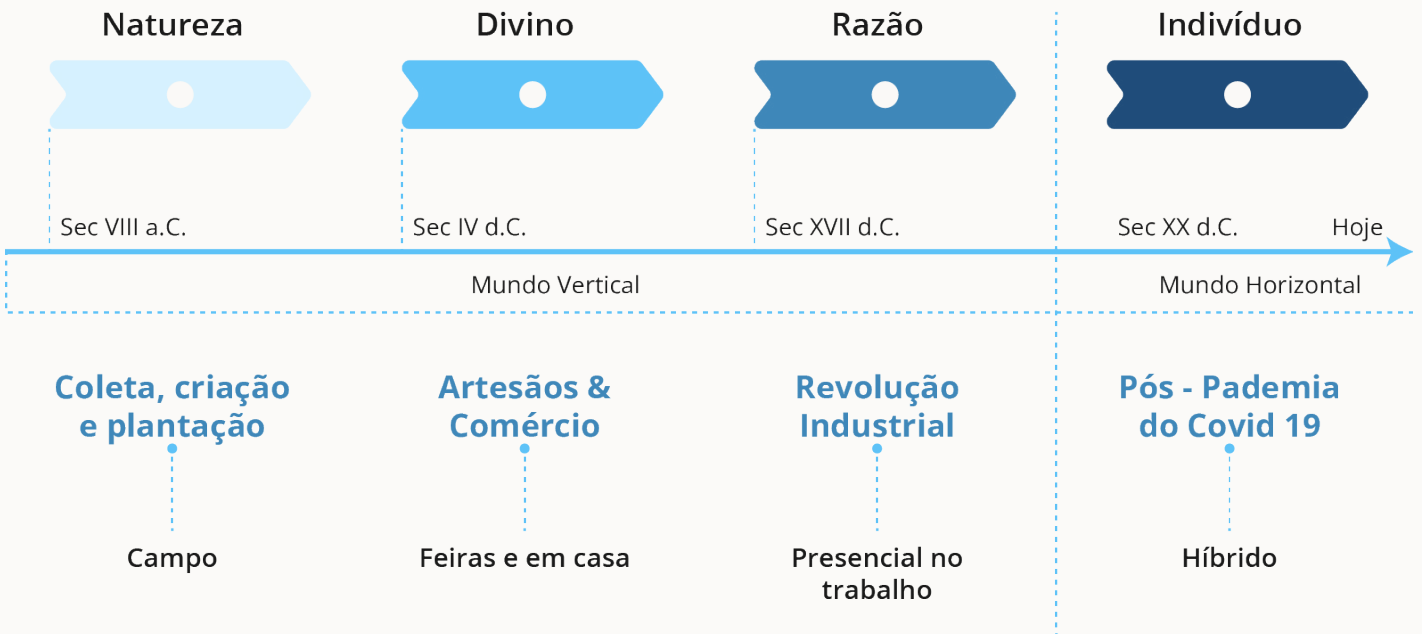 Natureza
Divino
Razão
Indivíduo
Sec VIII a.C.
Sec IV d.C.
Sec XVII d.C.
Sec XX d.C.
Hoje
Mundo Vertical
Mundo Horizontal
Coleta, criação
e plantação
Artesãos &
Comércio
Revolução
Industrial
Pós - Pademia
do Covid 19
Campo
Feiras e em casa
Presencial no
trabalho
Híbrido